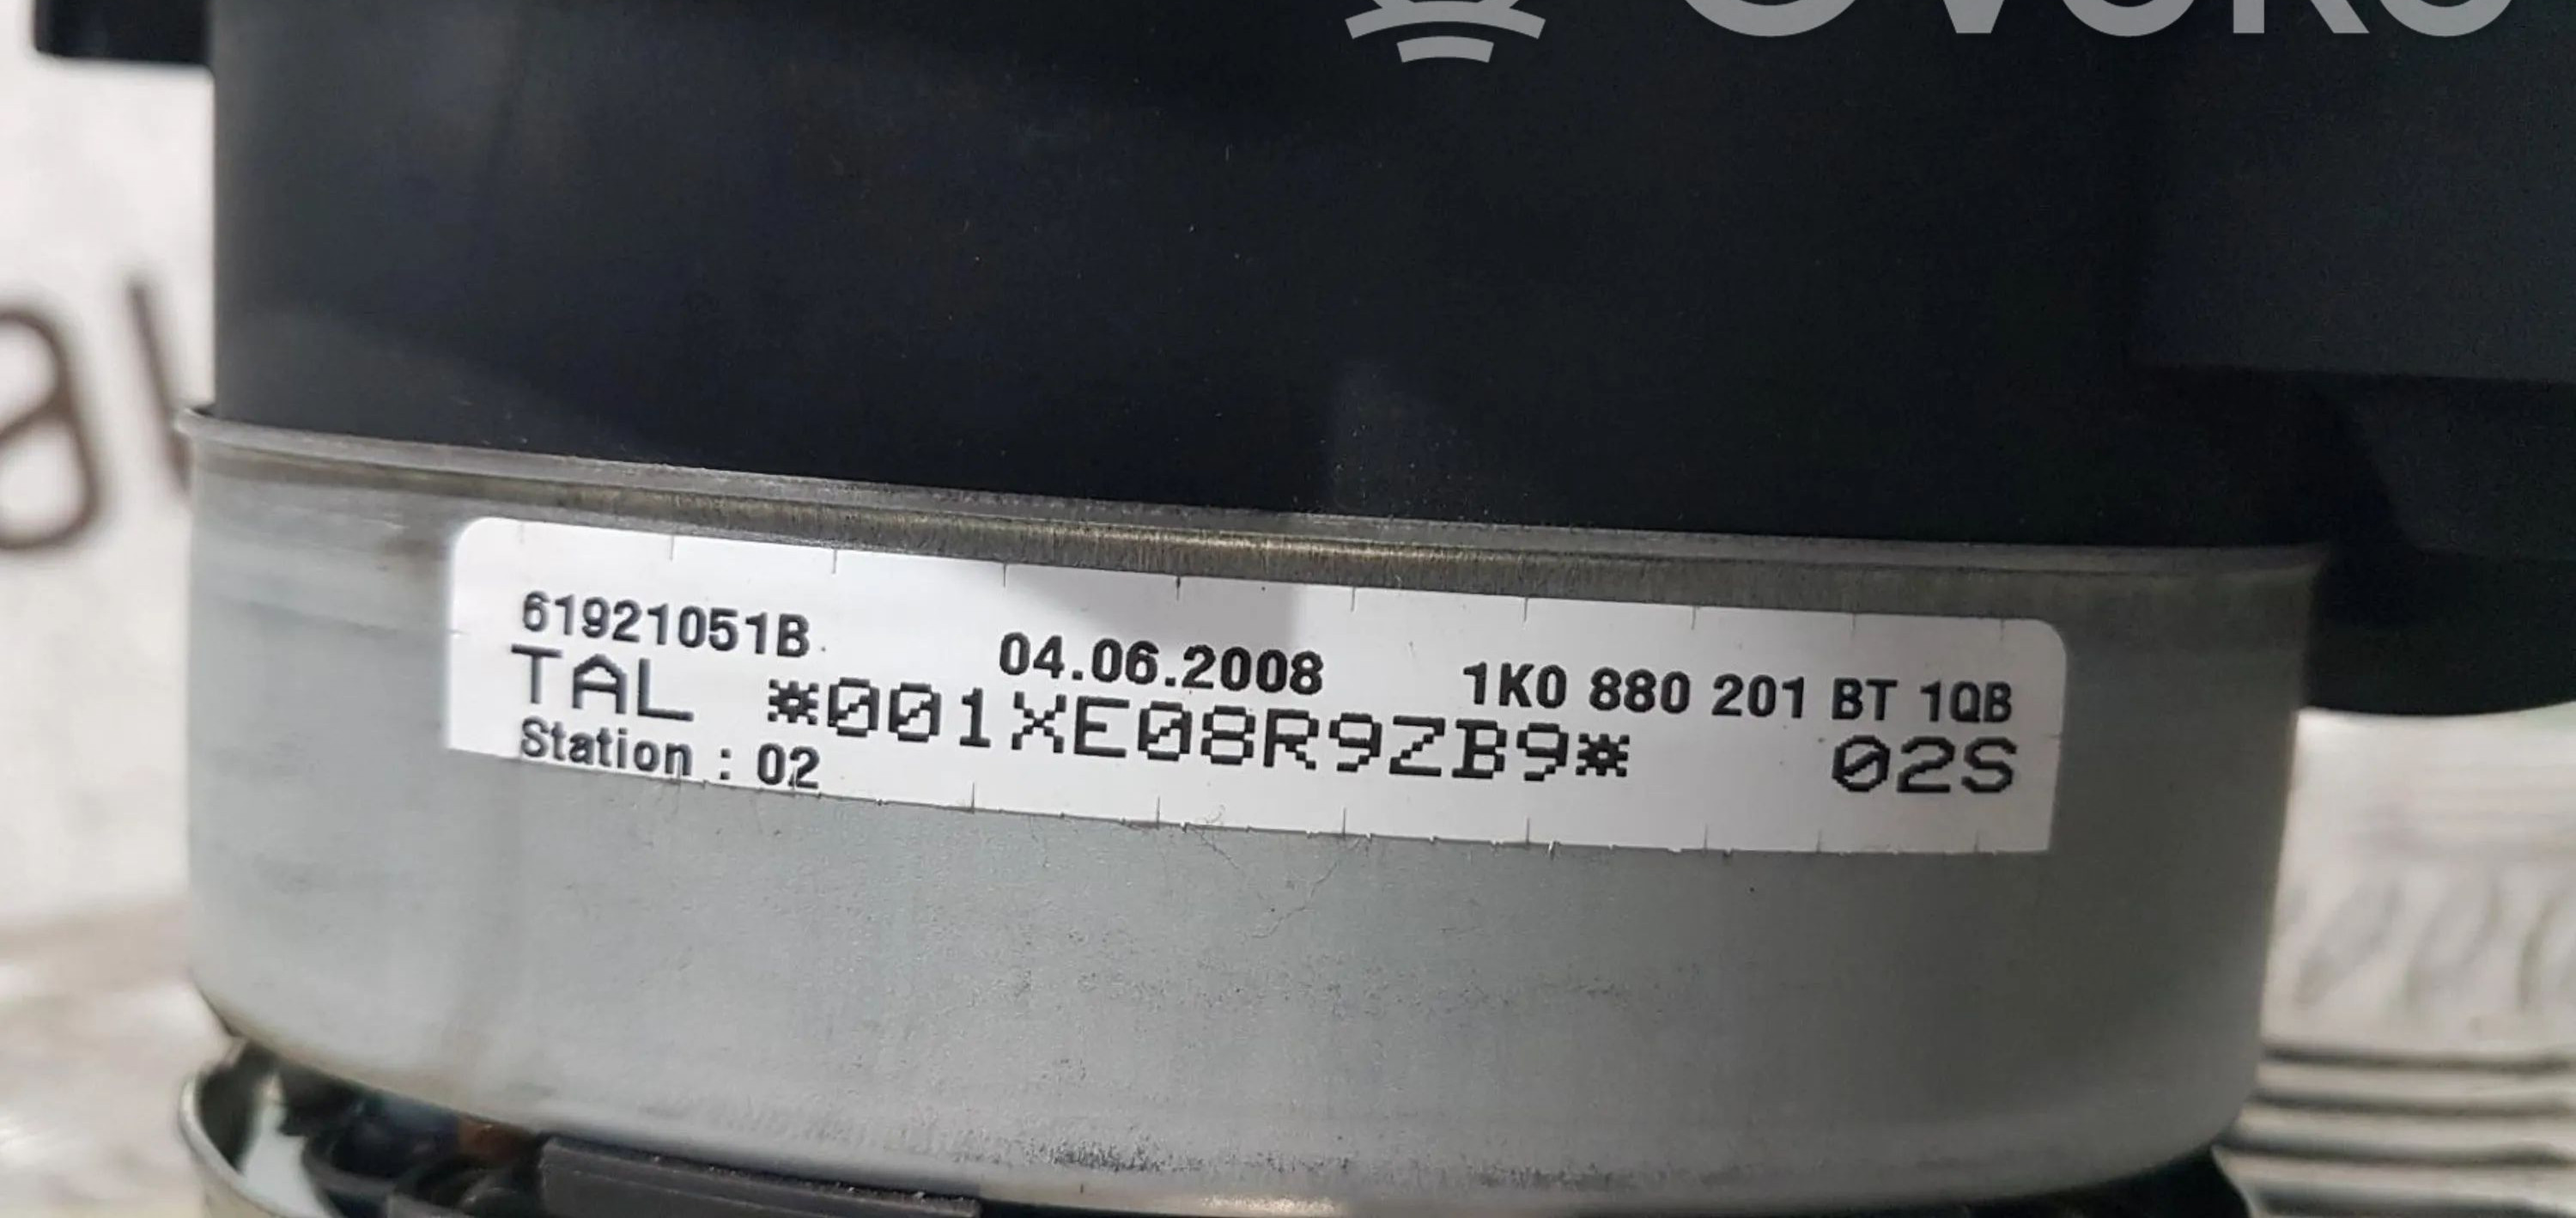 61921051B 04.06.2008 1K0 880 201 BT 1QB
TAL *001XE08R9ZB9* 02S
Station : 02